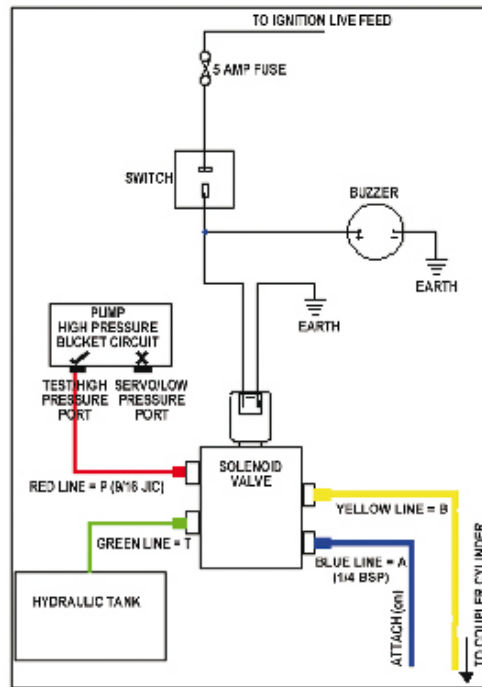 TO IGNITION LIVE FEED
5 AMP FUSE
SWITCH
BUZZER
EARTH
EARTH
PUMP
HIGH PRESSURE
BUCKET CIRCUIT
TEST/HIGH
PRESSURE
PORT
SERVO/LOW
PRESSURE
PORT
SOLENOID
VALVE
RED LINE = P (9/16 JIC)
YELLOW LINE = B
GREEN LINE = T
BLUE LINE = A
(1/4 BSP)
HYDRAULIC TANK
ATTACH (on)
TO COUPLER CYLINDER